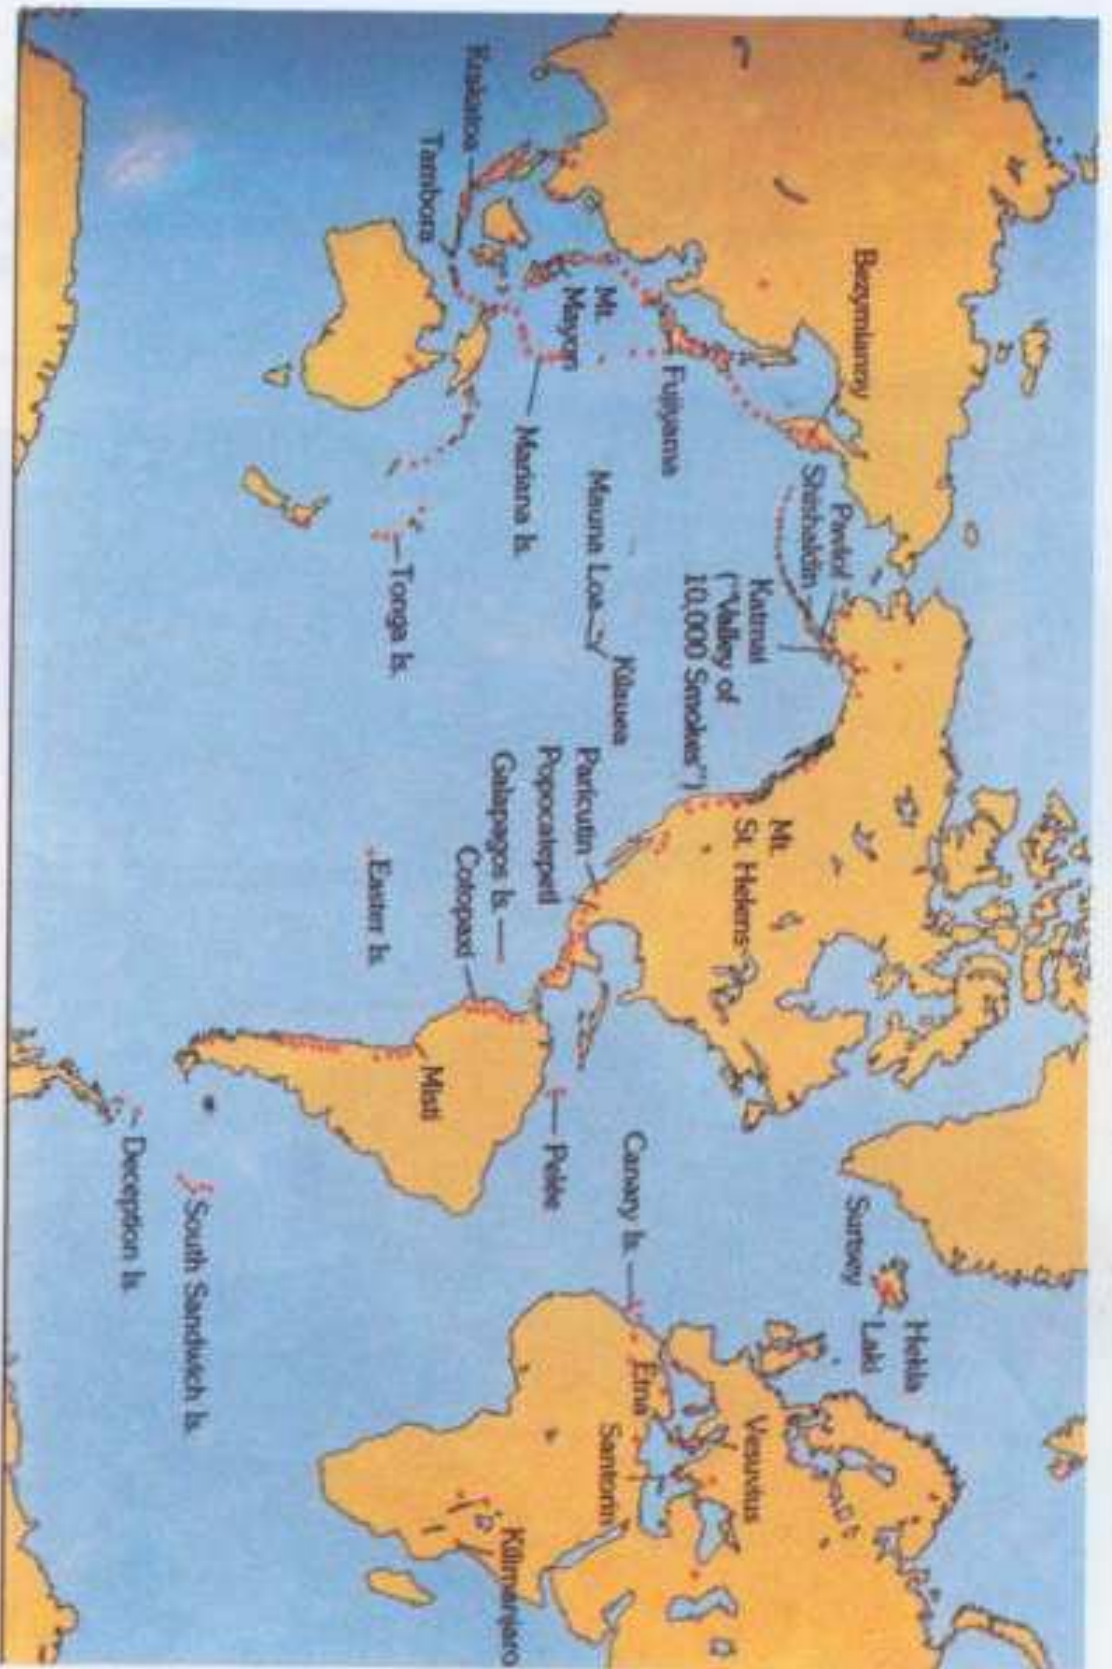 Bezymianny
Krakatoa
Tambora
Mt.
Mayon
Fujiyama
Mariana Is.
Tonga Is.
Pavlof
Shishaldin
Katmai
("Valley of
10,000 Smokes")
Mauna Loa
Kilauea
Mt.
St. Helens
Paricutin
Popocatepetl
Galapagos Is.
Cotopaxi
Easter Is.
Misti
Pelée
Deception Is.
South Sandwich Is.
Canary Is.
Surtsey
Hekla
Laki
Vesuvius
Etna
Santorin
Kilimanjaro